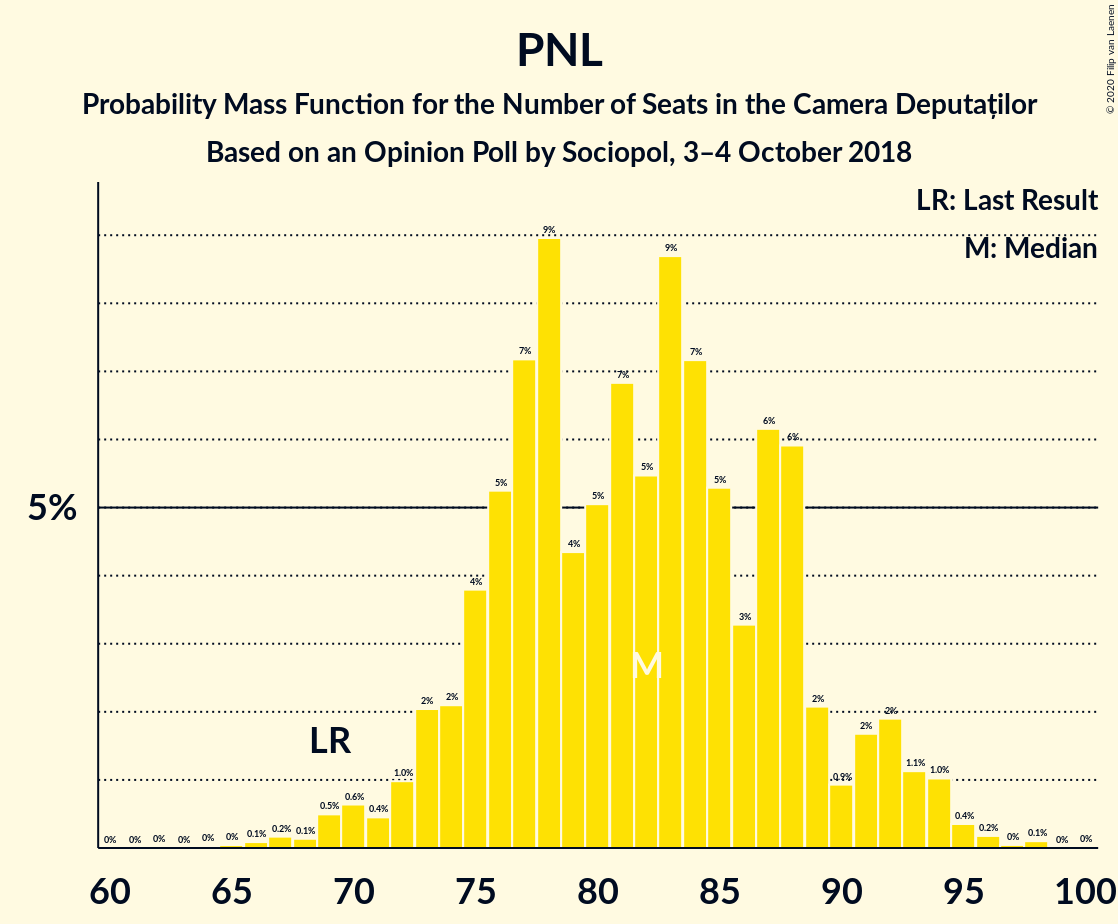 PNL
Probability Mass Function for the Number of Seats in the Camera Deputaților
Based on an Opinion Poll by Sociopol, 3–4 October 2018
© 2020 Filip van Laenen
LR: Last Result
M: Median
5%
LR
M
0% 0% 0% 0% 0% 0% 0.1% 0.2% 0.1% 0.5% 0.6% 0.4% 1.0% 2% 2% 4% 5% 7% 9% 4% 5% 7% 5% 9% 7% 5% 3% 6% 6% 2% 0.9% 2% 2% 1.1% 1.0% 0.4% 0.2% 0% 0.1% 0% 0%
60 65 70 75 80 85 90 95 100